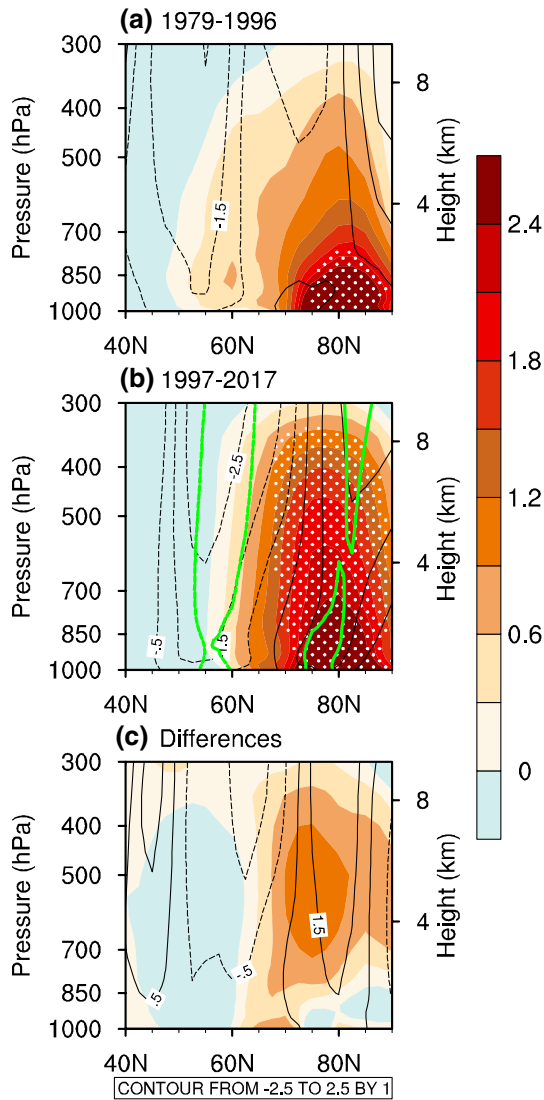 (a) 1979-1996
300
400
500
700
850
1000
Pressure (hPa)
8
4
Height (km)
-1.5
40N 60N 80N
(b) 1997-2017
300
400
500
700
850
1000
Pressure (hPa)
8
4
Height (km)
-2.5
-.5
.5
40N 60N 80N
(c) Differences
300
400
500
700
850
1000
Pressure (hPa)
8
4
Height (km)
.5
-.5
1.5
40N 60N 80N
CONTOUR FROM -2.5 TO 2.5 BY 1
2.4
1.8
1.2
0.6
0